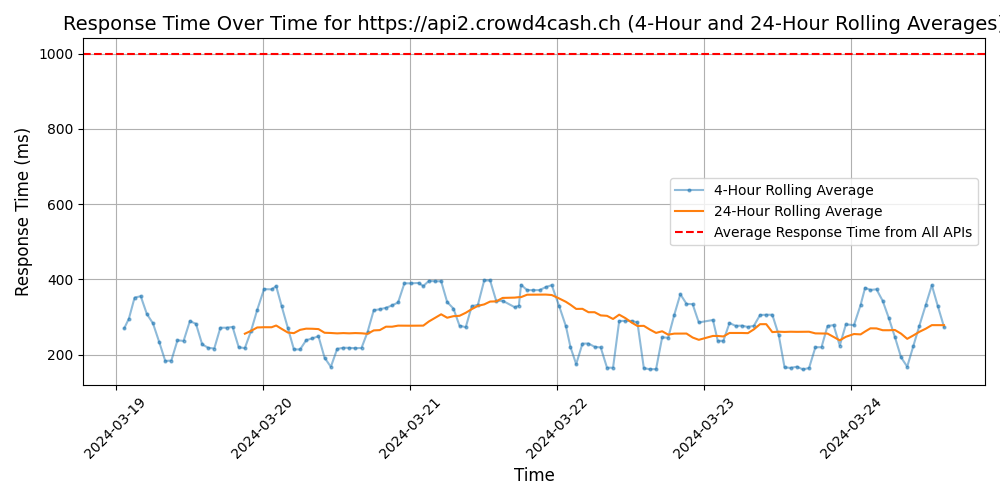 Response Time Over Time for https://api2.crowd4cash.ch (4-Hour and 24-Hour Rolling Averages)
Response Time (ms)
1000
800
600
400
200
4-Hour Rolling Average
24-Hour Rolling Average
Average Response Time from All APIs
2024-03-19
2024-03-20
2024-03-21
2024-03-22
2024-03-23
2024-03-24
Time